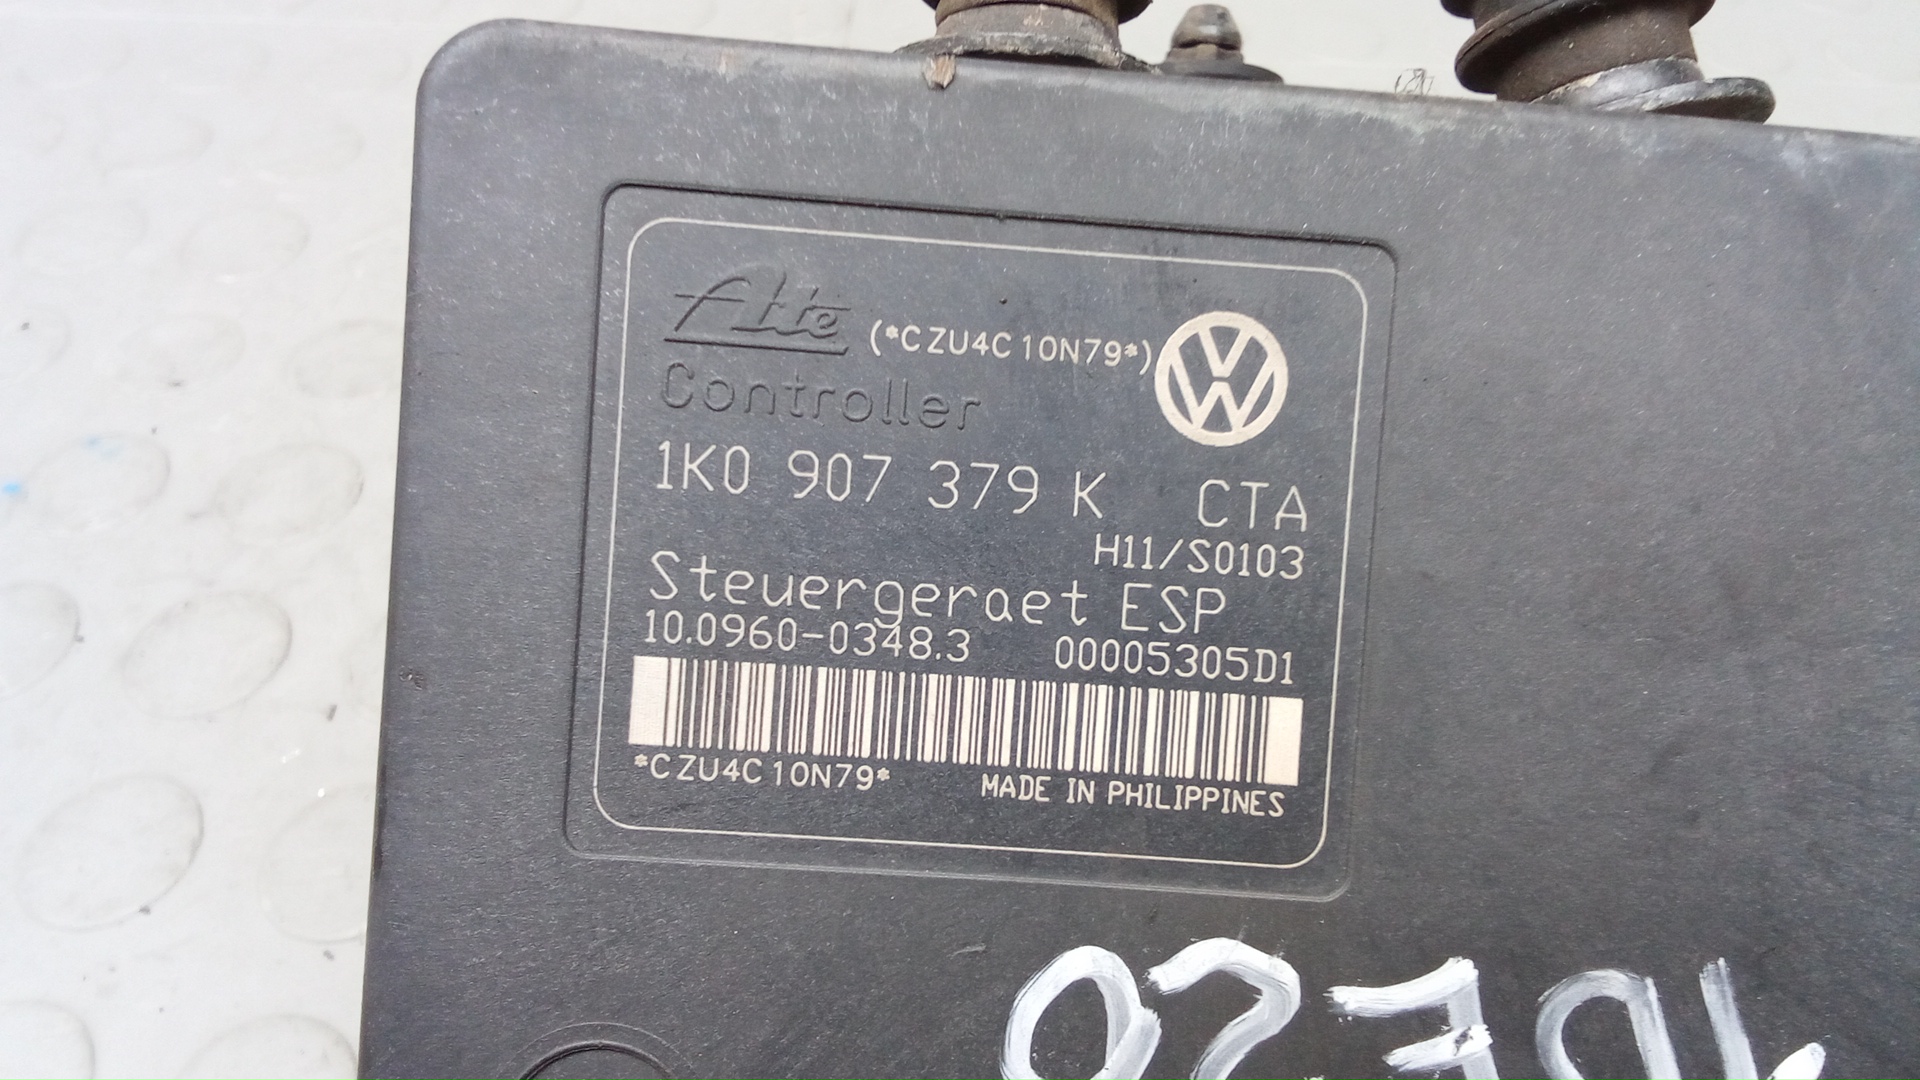 Ate (*CZU4C10N79*)
Controller
1K0 907 379 K CTA
H11/S0103
Steuergeraet ESP
10.0960-0348.3 00005305D1
*CZU4C10N79* MADE IN PHILIPPINES